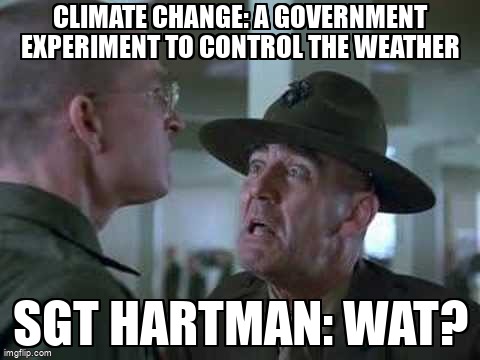 CLIMATE CHANGE: A GOVERNMENT
EXPERIMENT TO CONTROL THE WEATHER
SGT HARTMAN: WAT?
imgflip.com